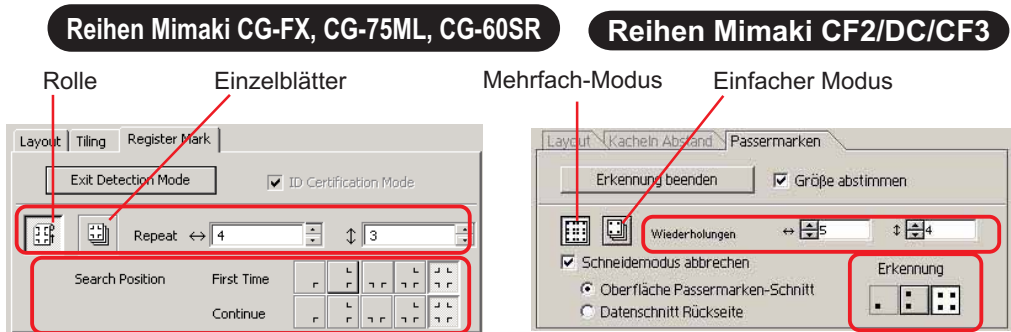 Reihen Mimaki CG-FX, CG-75ML, CG-60SR
Rolle
Einzelblätter
Layout Tiling Register Mark
Exit Detection Mode
ID Certification Mode
Repeat ↔ 4 ↕ 3
Search Position First Time
Continue
Reihen Mimaki CF2/DC/CF3
Mehrfach-Modus
Einfacher Modus
Layout Kacheln Abstand Passermarken
Erkennung beenden
Größe abstimmen
Wiederholungen ↔ 5 ↕ 4
Schneidemodus abbrechen
Erkennung
Oberfläche Passermarken-Schnitt
Datenschnitt Rückseite